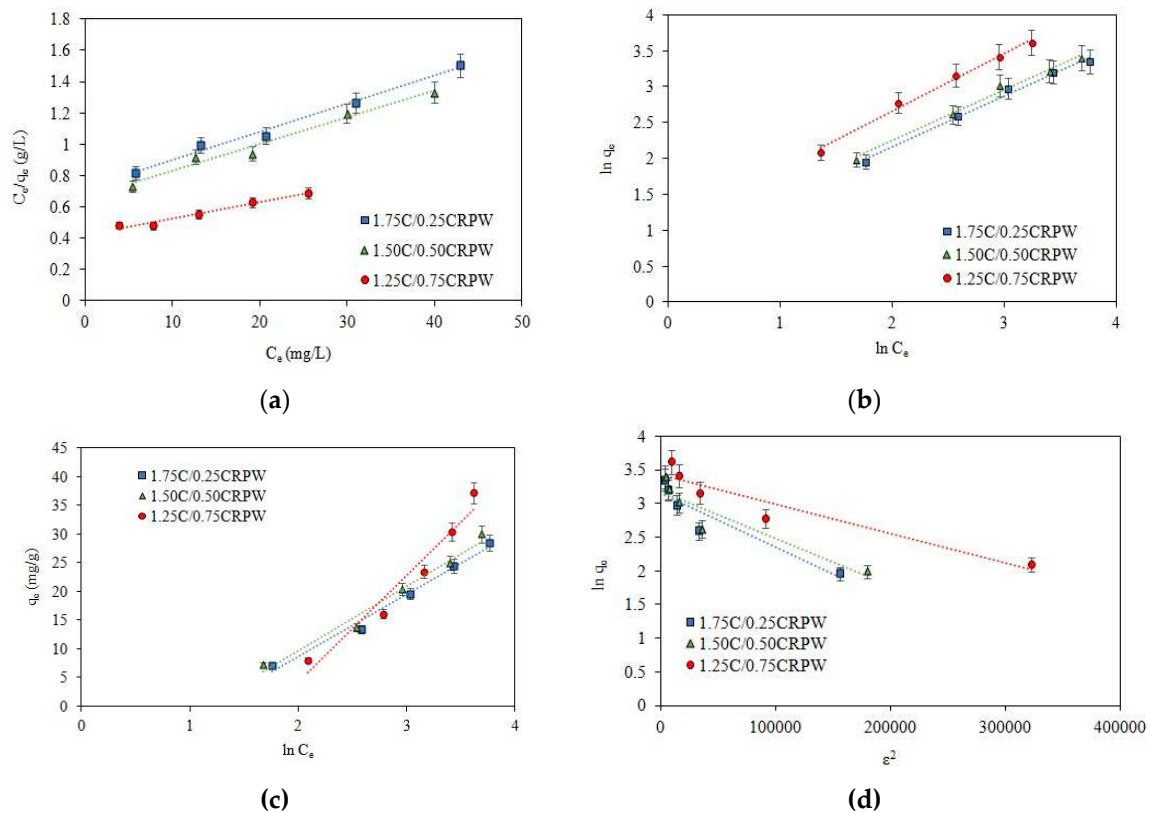 1.8
1.6
1.4
1.2
1
0.8
0.6
0.4
0.2
0
0 10 20 30 40 50
Cₑ/qₑ (g/L)
Cₑ (mg/L)
1.75C/0.25CRPW
1.50C/0.50CRPW
1.25C/0.75CRPW
(a)
4
3.5
3
2.5
2
1.5
1
0.5
0
0 1 2 3 4
ln qₑ
ln Cₑ
1.75C/0.25CRPW
1.50C/0.50CRPW
1.25C/0.75CRPW
(b)
45
40
35
30
25
20
15
10
5
0
0 1 2 3 4
qₑ (mg/g)
ln Cₑ
1.75C/0.25CRPW
1.50C/0.50CRPW
1.25C/0.75CRPW
(c)
4
3.5
3
2.5
2
1.5
1
0.5
0
0 100000 200000 300000 400000
ln qₑ
ε²
1.75C/0.25CRPW
1.50C/0.50CRPW
1.25C/0.75CRPW
(d)